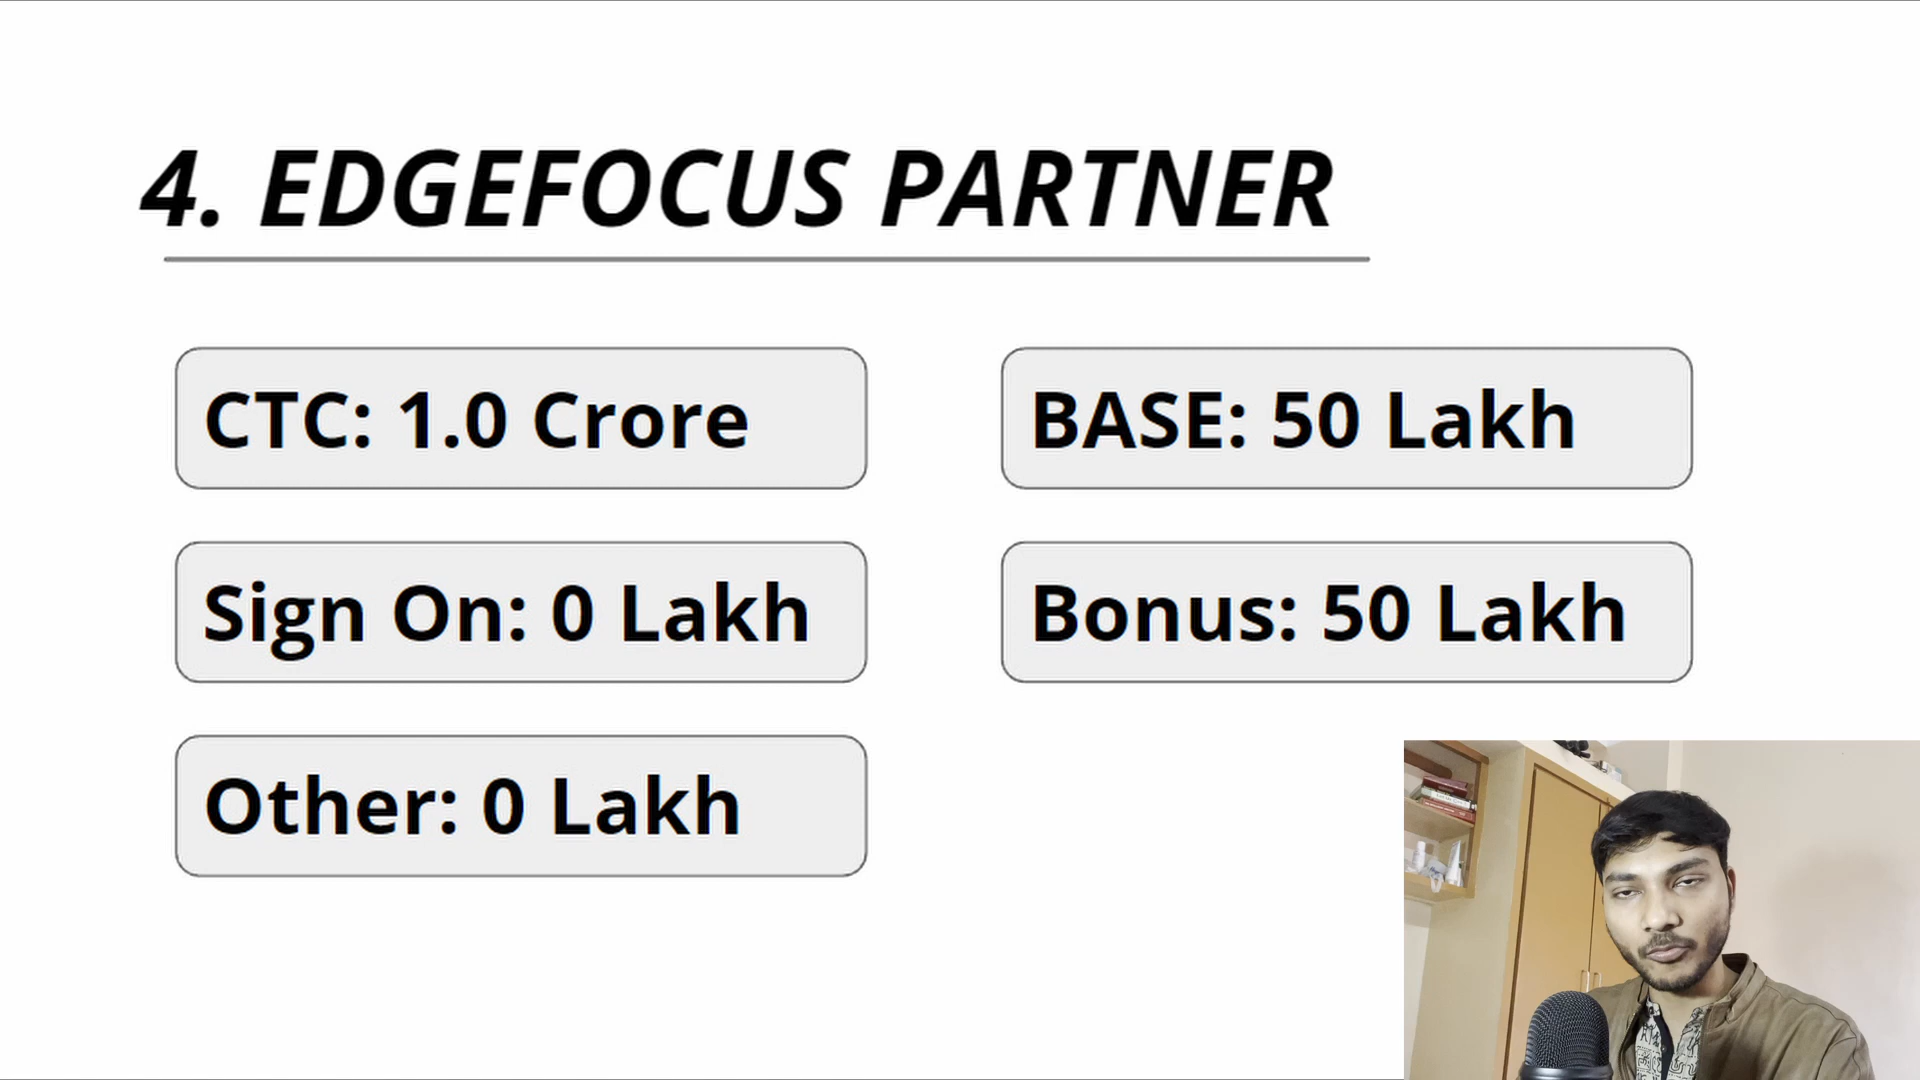 4. EDGEFOCUS PARTNER
CTC: 1.0 Crore
BASE: 50 Lakh
Sign On: 0 Lakh
Bonus: 50 Lakh
Other: 0 Lakh